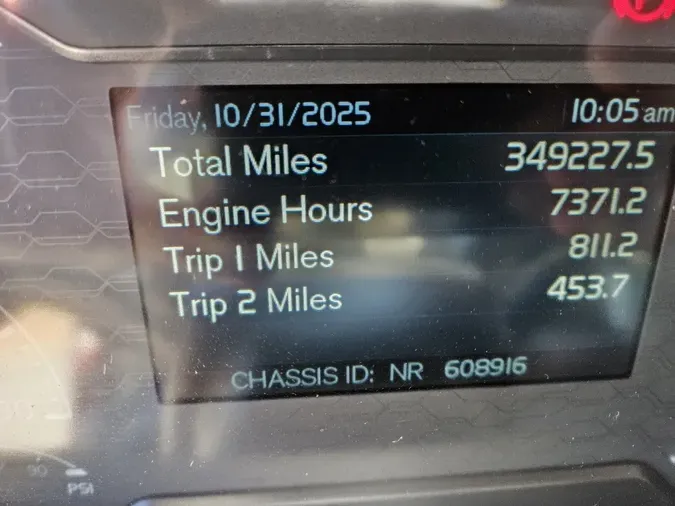 Friday, 10/31/2025 10:05 am
Total Miles 349227.5
Engine Hours 7371.2
Trip 1 Miles 811.2
Trip 2 Miles 453.7
CHASSIS ID: NR 608916
90
PSI